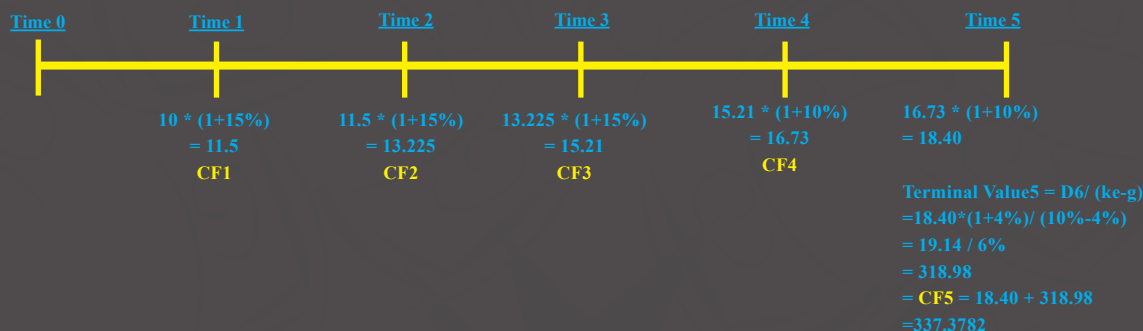 Time 0 Time 1 Time 2 Time 3 Time 4 Time 5
10 * (1+15%)
= 11.5
CF1
11.5 * (1+15%)
= 13.225
CF2
13.225 * (1+15%)
= 15.21
CF3
15.21 * (1+10%)
= 16.73
CF4
16.73 * (1+10%)
= 18.40
Terminal Value5 = D6/ (ke-g)
=18.40*(1+4%)/ (10%-4%)
= 19.14 / 6%
= 318.98
= CF5 = 18.40 + 318.98
=337.3782